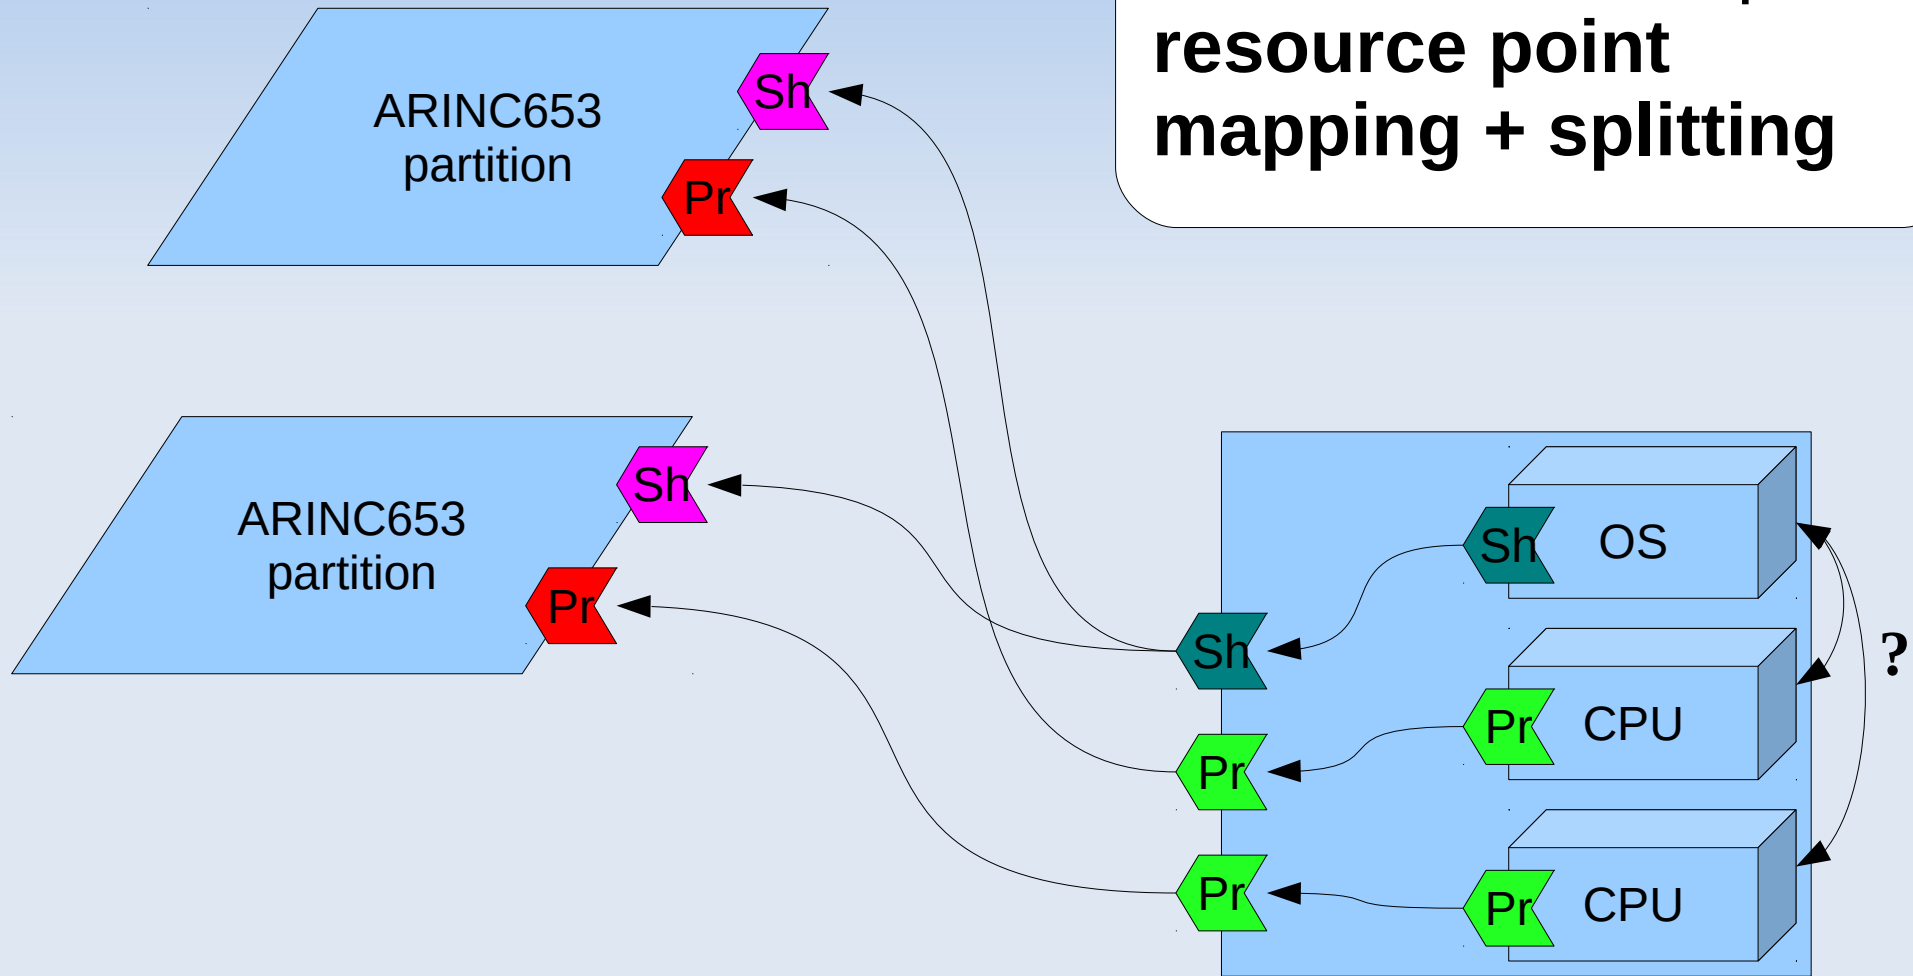 resource point
mapping + splitting
ARINC653
partition
Sh
Pr
ARINC653
partition
Sh
Pr
Sh
OS
Sh
?
Pr
CPU
Pr
Pr
CPU
Pr